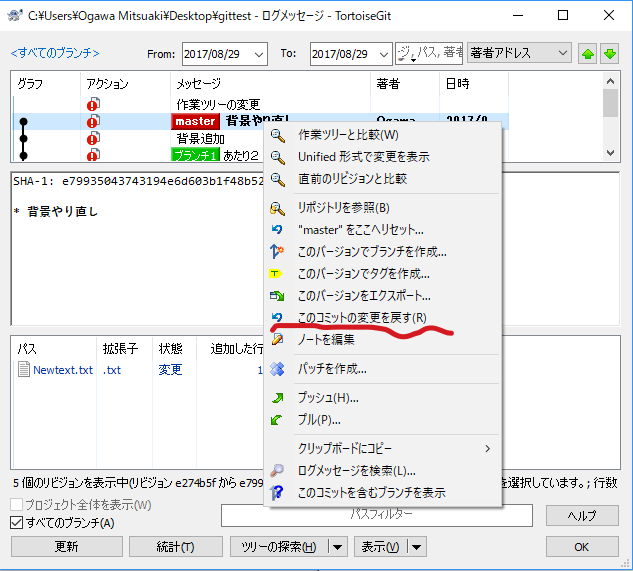 C:¥Users¥Ogawa Mitsuaki¥Desktop¥gittest - ログメッセージ - TortoiseGit
<すべてのブランチ> From: 2017/08/29 To: 2017/08/29 ージ, パス, 著者 著者アドレス
グラフ アクション メッセージ 著者 日時
作業ツリーの変更
master 背景やり直し Ogawa 2017/0
背景追加
ブランチ1 あたり2
SHA-1: e79935043743194e6d603b1f48b52
* 背景やり直し
作業ツリーと比較(W)
Unified 形式で変更を表示
直前のリビジョンと比較
リポジトリを参照(B)
"master" をここへリセット...
このバージョンでブランチを作成...
このバージョンでタグを作成...
このバージョンをエクスポート...
このコミットの変更を戻す(R)
ノートを編集
パッチを作成...
プッシュ(H)...
プル(P)...
クリップボードにコピー
ログメッセージを検索(L)...
このコミットを含むブランチを表示
パス 拡張子 状態 追加した行
Newtext.txt .txt 変更 1
5 個のリビジョンを表示中(リビジョン e274b5f から e799 を選択しています。; 行数
プロジェクト全体を表示(W)
すべてのブランチ(A)
パスフィルター
ヘルプ
更新 統計(T) ツリーの探索(H) 表示(V) OK